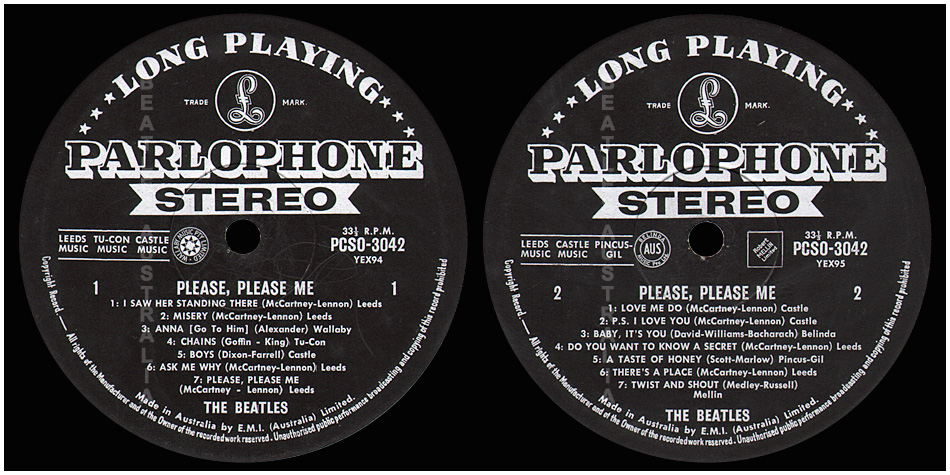 LONG PLAYING
TRADE £ MARK.
PARLOPHONE
STEREO
33⅓ R.P.M.
PCSO-3042
YEX94
LEEDS TU-CON CASTLE
MUSIC MUSIC MUSIC
1 PLEASE, PLEASE ME 1
1: I SAW HER STANDING THERE (McCartney-Lennon) Leeds
2: MISERY (McCartney-Lennon) Leeds
3: ANNA [Go To Him] (Alexander) Wallaby
4: CHAINS (Goffin - King) Tu-Con
5: BOYS (Dixon-Farrell) Castle
6: ASK ME WHY (McCartney-Lennon) Leeds
7: PLEASE, PLEASE ME
(McCartney - Lennon) Leeds
THE BEATLES
Made in Australia by E.M.I. (Australia) Limited.
Copyright Record.— All rights of the Manufacturer and of the Owner of the recorded work reserved. Unauthorised public performance broadcasting and copying of this record prohibited
BEATLES AUSTRALIA
LONG PLAYING
TRADE £ MARK.
PARLOPHONE
STEREO
33⅓ R.P.M.
PCSO-3042
YEX95
LEEDS CASTLE PINCUS-
MUSIC MUSIC GIL
BELINDA
AUS
Robert
MELLIN
Limited
2 PLEASE, PLEASE ME 2
1: LOVE ME DO (McCartney-Lennon) Castle
2: P.S. I LOVE YOU (McCartney-Lennon) Castle
3: BABY, IT'S YOU (David-Williams-Bacharach) Belinda
4: DO YOU WANT TO KNOW A SECRET (McCartney-Lennon) Leeds
5: A TASTE OF HONEY (Scott-Marlow) Pincus-Gil
6: THERE'S A PLACE (McCartney-Lennon) Leeds
7: TWIST AND SHOUT (Medley-Russell)
Mellin
THE BEATLES
Made in Australia by E.M.I. (Australia) Limited.
Copyright Record.— All rights of the Manufacturer and of the Owner of the recorded work reserved. Unauthorised public performance broadcasting and copying of this record prohibited
BEATLES AUSTRALIA